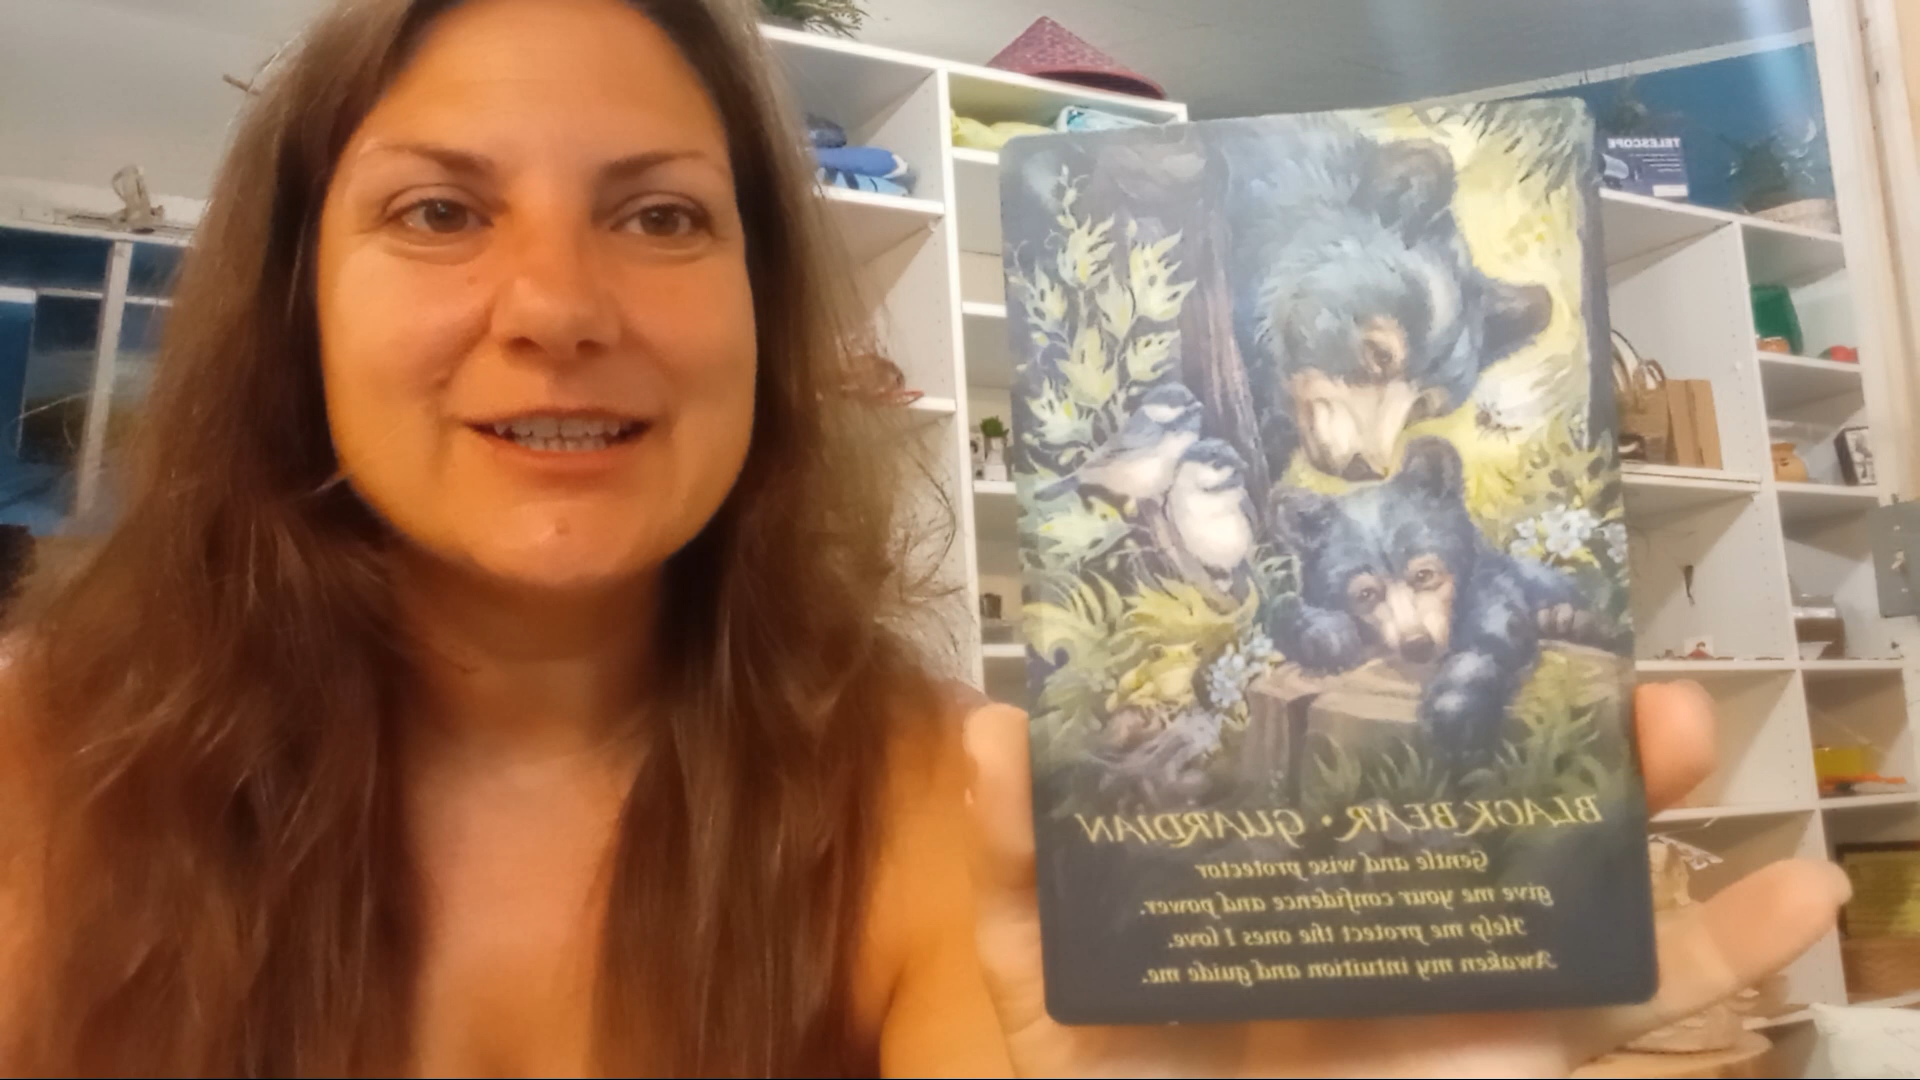 TELESCOPE
BLACK BEAR • GUARDIAN
Gentle and wise protector
give me your confidence and power.
Help me protect the ones I love.
Awaken my intuition and guide me.